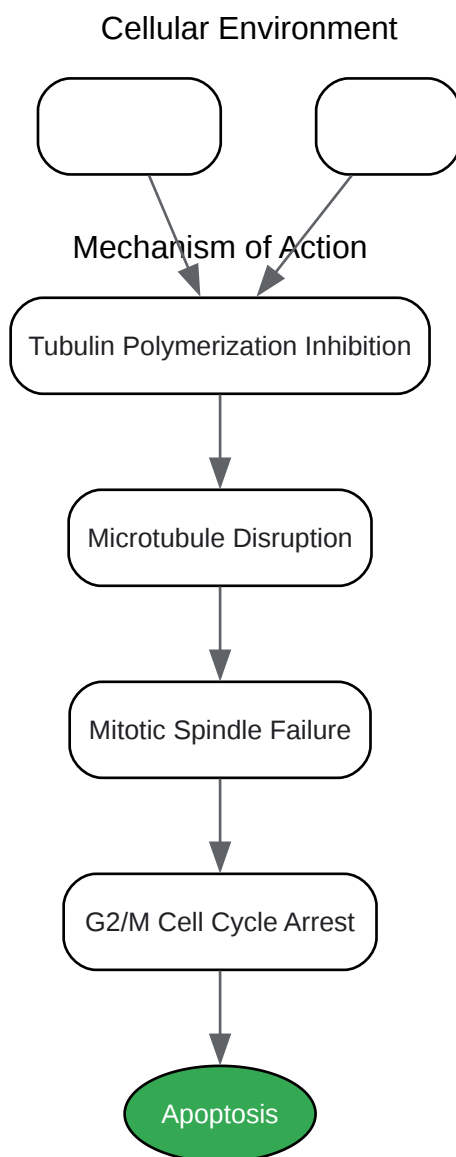 Cellular Environment
Mechanism of Action
Tubulin Polymerization Inhibition
Microtubule Disruption
Mitotic Spindle Failure
G2/M Cell Cycle Arrest
Apoptosis